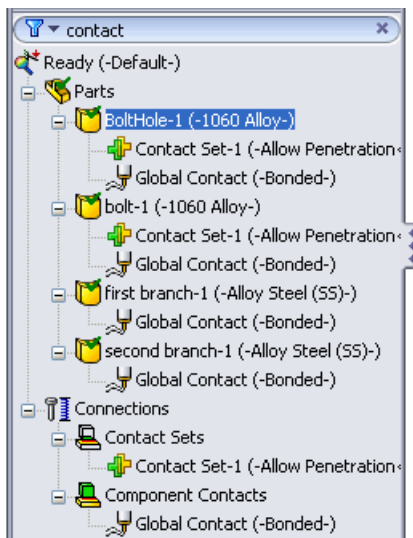 contact
Ready (-Default-)
Parts
BoltHole-1 (-1060 Alloy-)
Contact Set-1 (-Allow Penetration
Global Contact (-Bonded-)
bolt-1 (-1060 Alloy-)
Contact Set-1 (-Allow Penetration
Global Contact (-Bonded-)
first branch-1 (-Alloy Steel (SS)-)
Global Contact (-Bonded-)
second branch-1 (-Alloy Steel (SS)-)
Global Contact (-Bonded-)
Connections
Contact Sets
Contact Set-1 (-Allow Penetration
Component Contacts
Global Contact (-Bonded-)